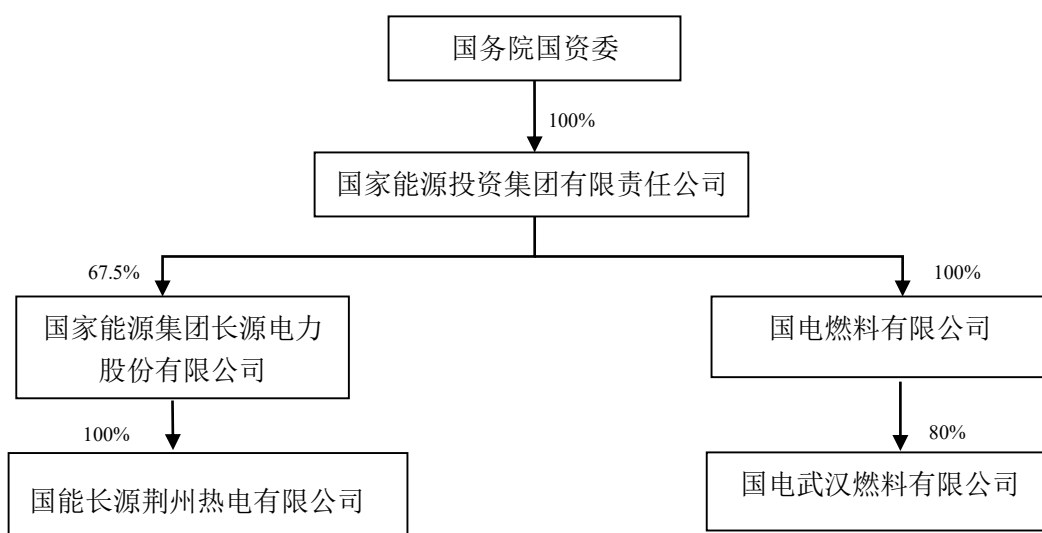 国务院国资委
100%
国家能源投资集团有限责任公司
67.5%
100%
国家能源集团长源电力
股份有限公司
国电燃料有限公司
100%
80%
国能长源荆州热电有限公司
国电武汉燃料有限公司